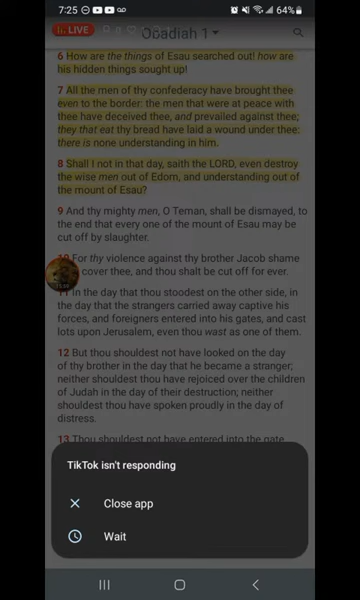 7:25
64%
LIVE
Obadiah 1
6 How are the things of Esau searched out! how are
his hidden things sought up!
7 All the men of thy confederacy have brought thee
even to the border: the men that were at peace with
thee have deceived thee, and prevailed against thee;
they that eat thy bread have laid a wound under thee:
there is none understanding in him.
8 Shall I not in that day, saith the LORD, even destroy
the wise men out of Edom, and understanding out of
the mount of Esau?
9 And thy mighty men, O Teman, shall be dismayed, to
the end that every one of the mount of Esau may be
cut off by slaughter.
10 For thy violence against thy brother Jacob shame
cover thee, and thou shalt be cut off for ever.
11 In the day that thou stoodest on the other side, in
the day that the strangers carried away captive his
forces, and foreigners entered into his gates, and cast
lots upon Jerusalem, even thou wast as one of them.
12 But thou shouldest not have looked on the day
of thy brother in the day that he became a stranger;
neither shouldest thou have rejoiced over the children
of Judah in the day of their destruction; neither
shouldest thou have spoken proudly in the day of
distress.
13 Thou shouldest not have entered into the gate
TikTok isn't responding
Close app
Wait